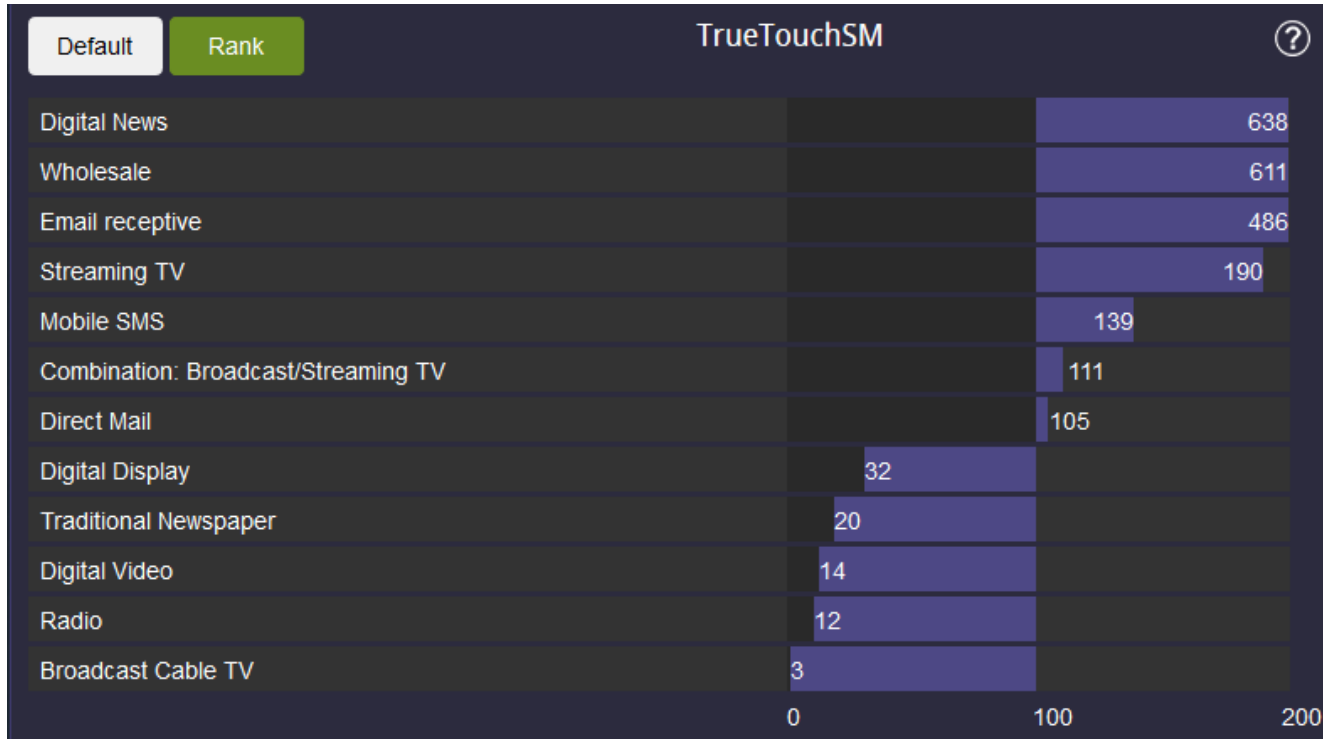 Default Rank TrueTouchSM ?
Digital News 638
Wholesale 611
Email receptive 486
Streaming TV 190
Mobile SMS 139
Combination: Broadcast/Streaming TV 111
Direct Mail 105
Digital Display 32
Traditional Newspaper 20
Digital Video 14
Radio 12
Broadcast Cable TV 3
0 100 200